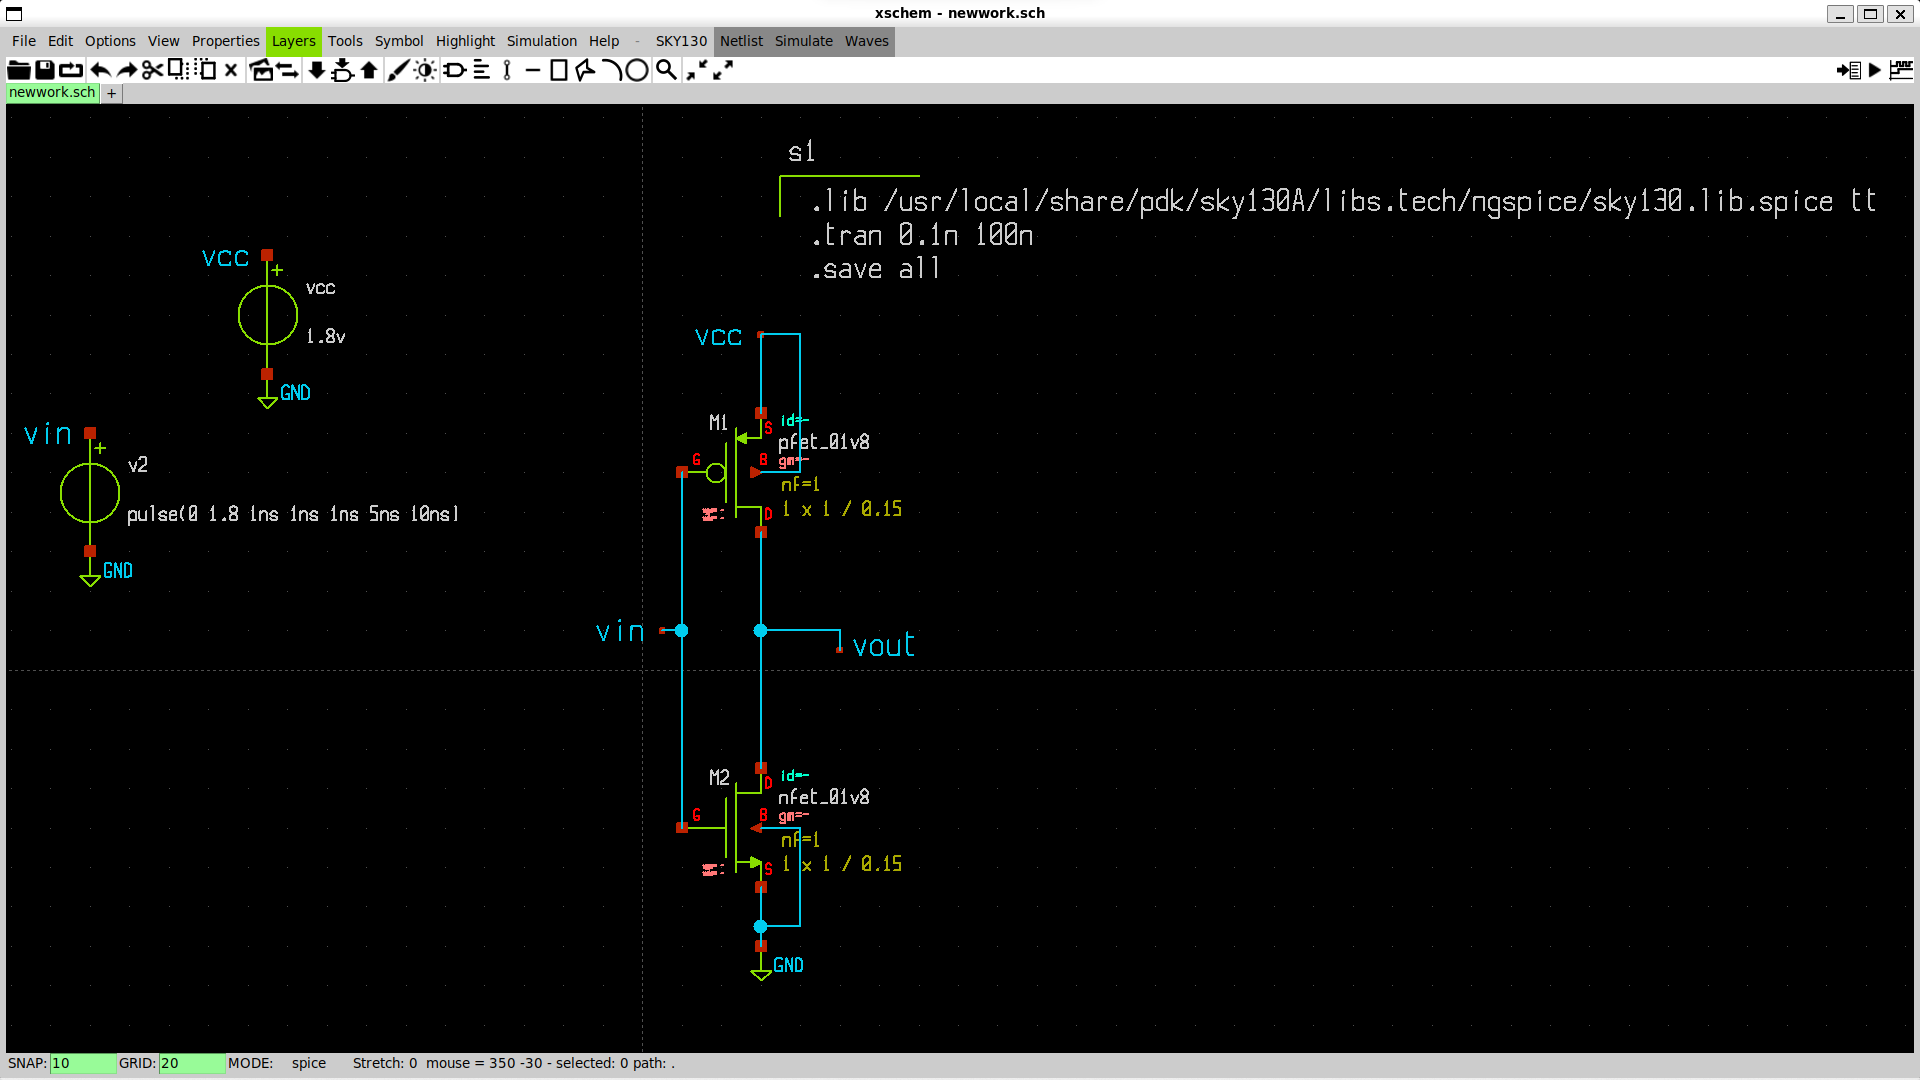 xschem - newwork.sch
File Edit Options View Properties Layers Tools Symbol Highlight Simulation Help - SKY130 Netlist Simulate Waves
newwork.sch +
s1
.lib /usr/local/share/pdk/sky130A/libs.tech/ngspice/sky130.lib.spice tt
.tran 0.1n 100n
.save all
VCC
+
vcc
1.8v
GND
vin
+
v2
pulse(0 1.8 1ns 1ns 1ns 5ns 10ns)
GND
VCC
M1
id=-
S
pfet_01v8
G
B
gm=-
nf=1
D
1 x 1 / 0.15
vin
vout
M2
id=-
D
nfet_01v8
G
B
gm=-
nf=1
S
1 x 1 / 0.15
GND
SNAP: 10 GRID: 20 MODE: spice Stretch: 0 mouse = 350 -30 - selected: 0 path: .